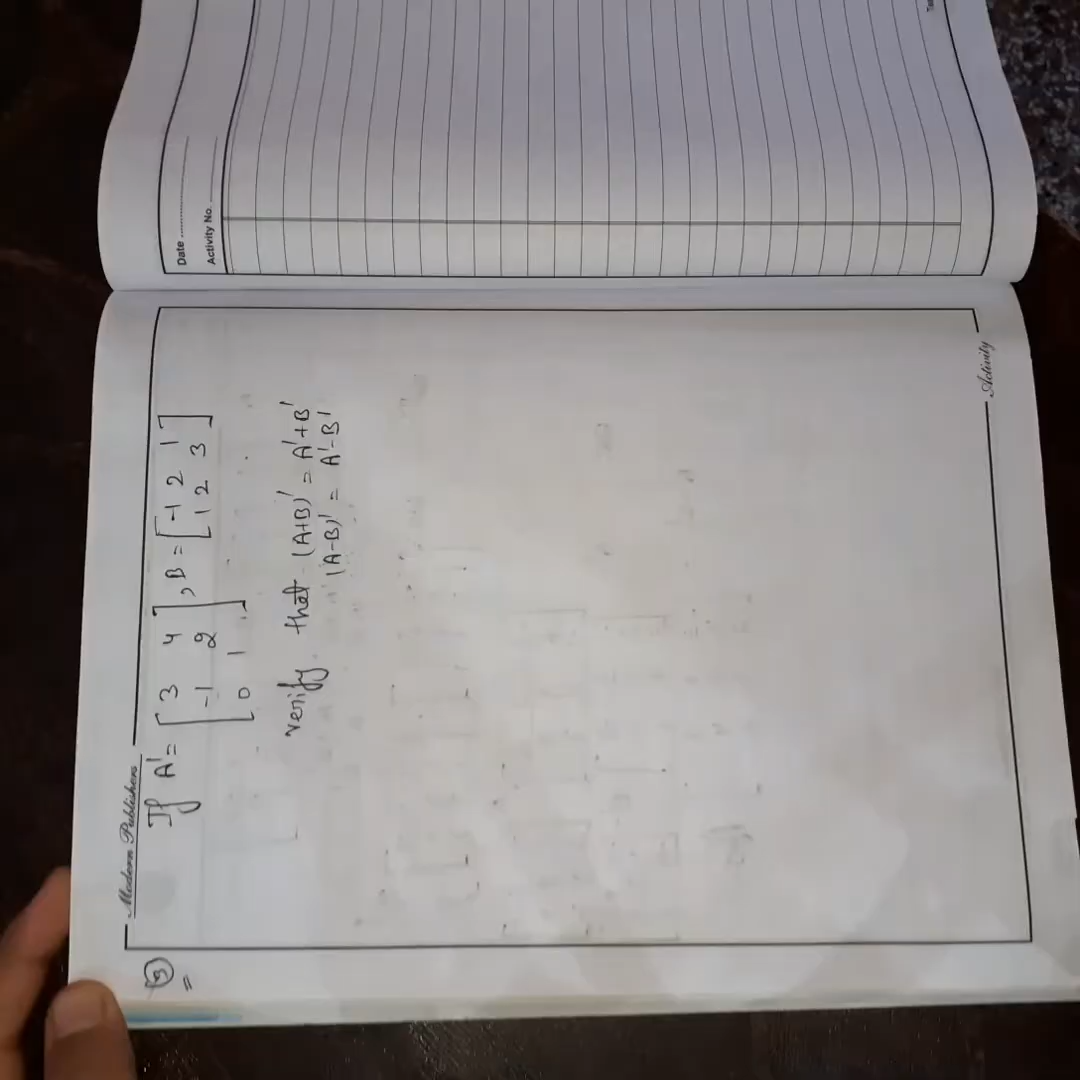 Modern Publishers
(3) If A' = [ 3 4 ] , B = [ -1 2 1 ]
[ -1 2 ] [ 1 2 3 ]
[ 0 1 ]
verify that (A+B)' = A'+B'
(A-B)' = A'-B'
Activity
Date
Activity No.